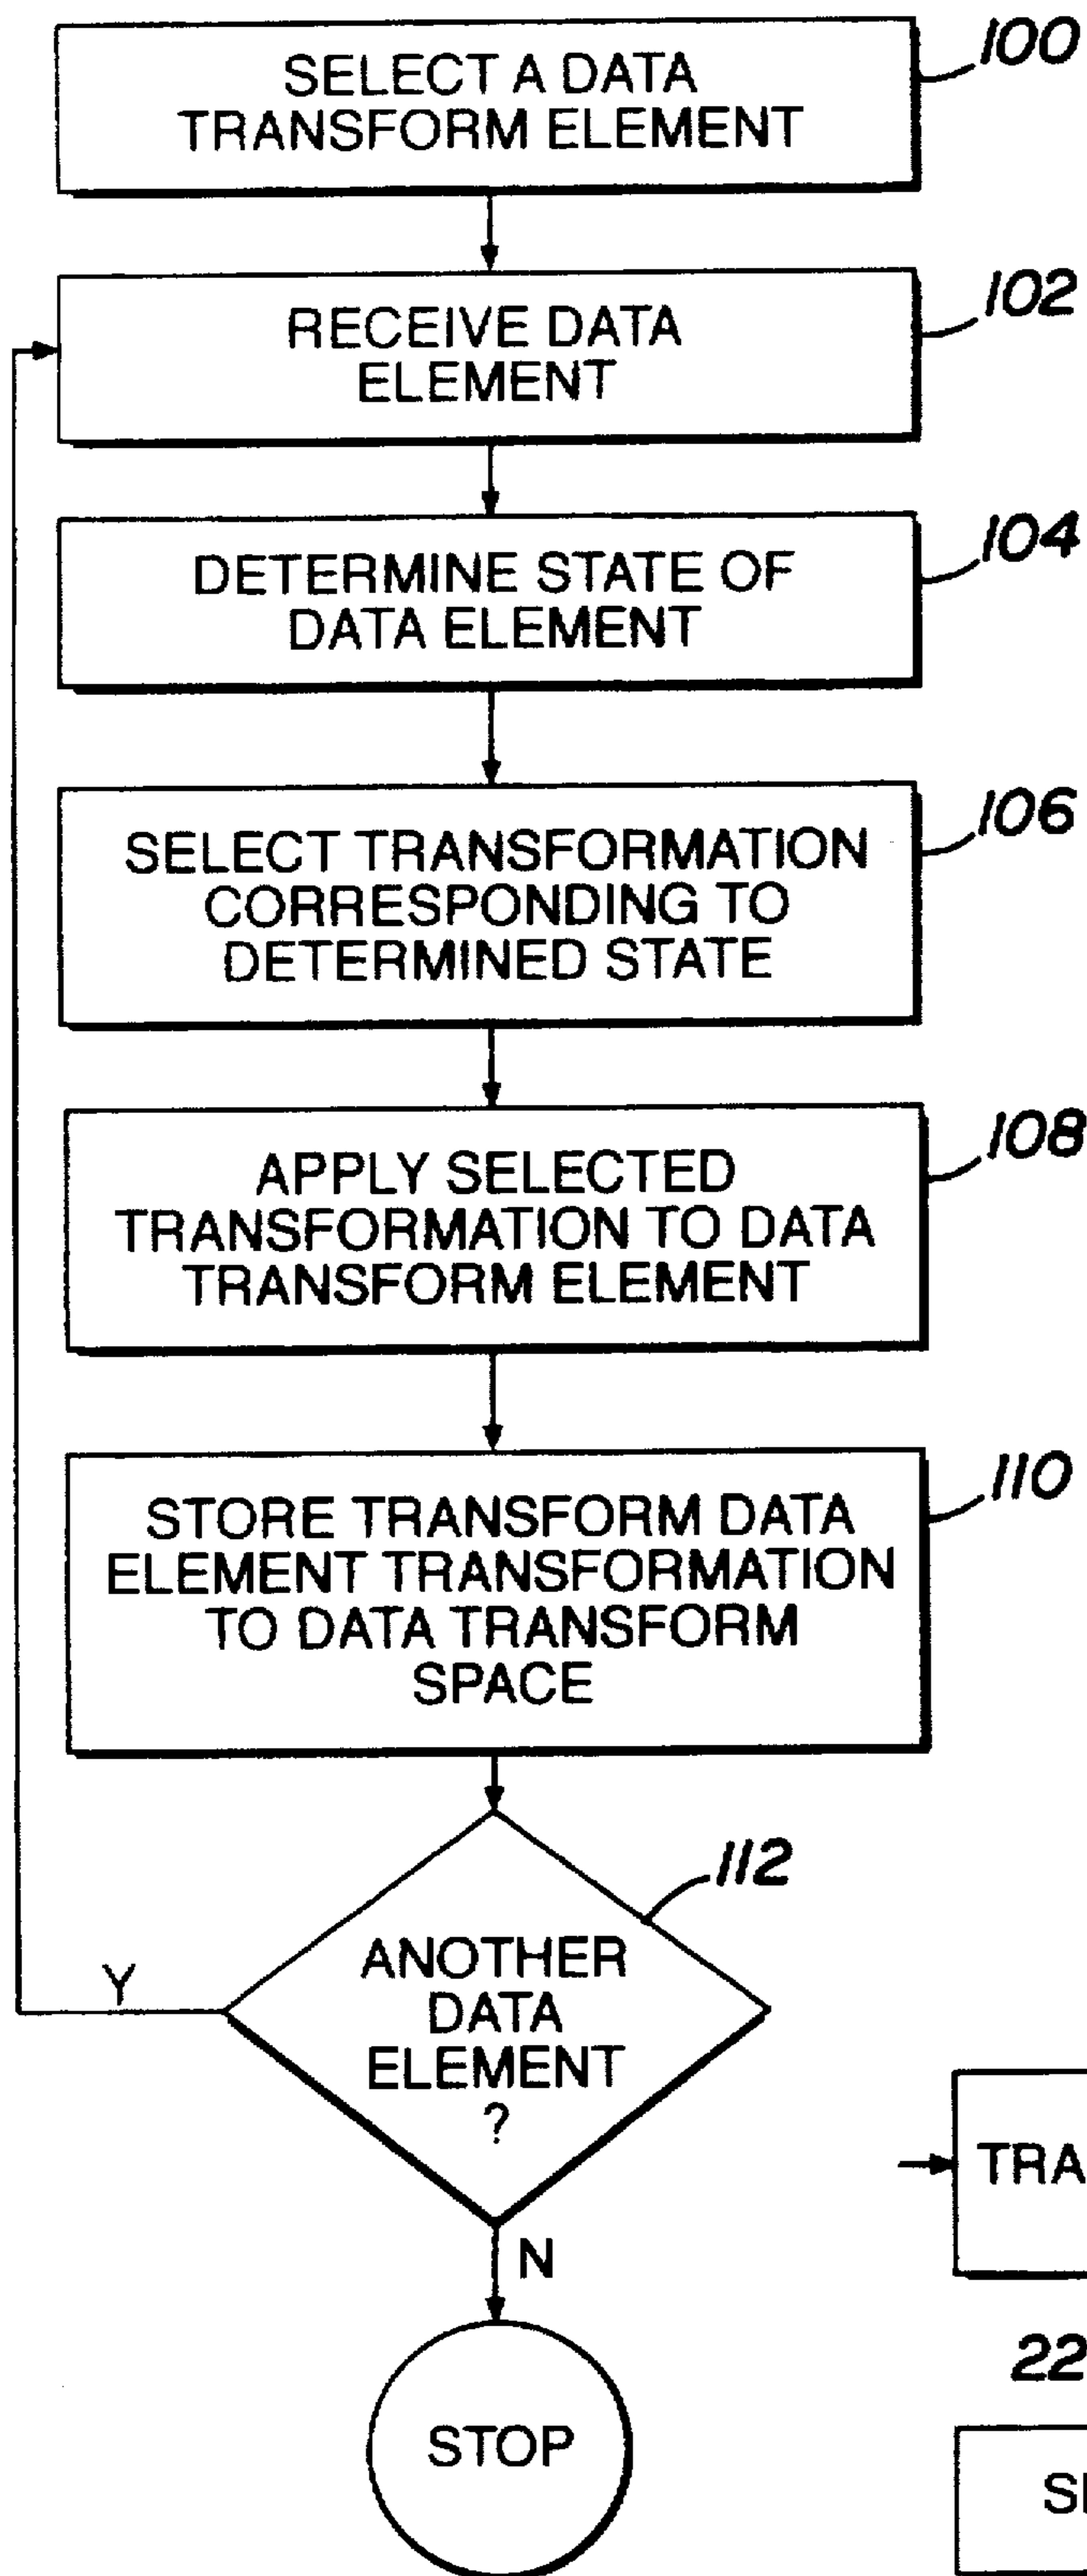 100
SELECT A DATA
TRANSFORM ELEMENT
102
RECEIVE DATA
ELEMENT
104
DETERMINE STATE OF
DATA ELEMENT
106
SELECT TRANSFORMATION
CORRESPONDING TO
DETERMINED STATE
108
APPLY SELECTED
TRANSFORMATION TO DATA
TRANSFORM ELEMENT
110
STORE TRANSFORM DATA
ELEMENT TRANSFORMATION
TO DATA TRANSFORM
SPACE
112
ANOTHER
DATA
ELEMENT
?
Y
N
STOP
TRA
22